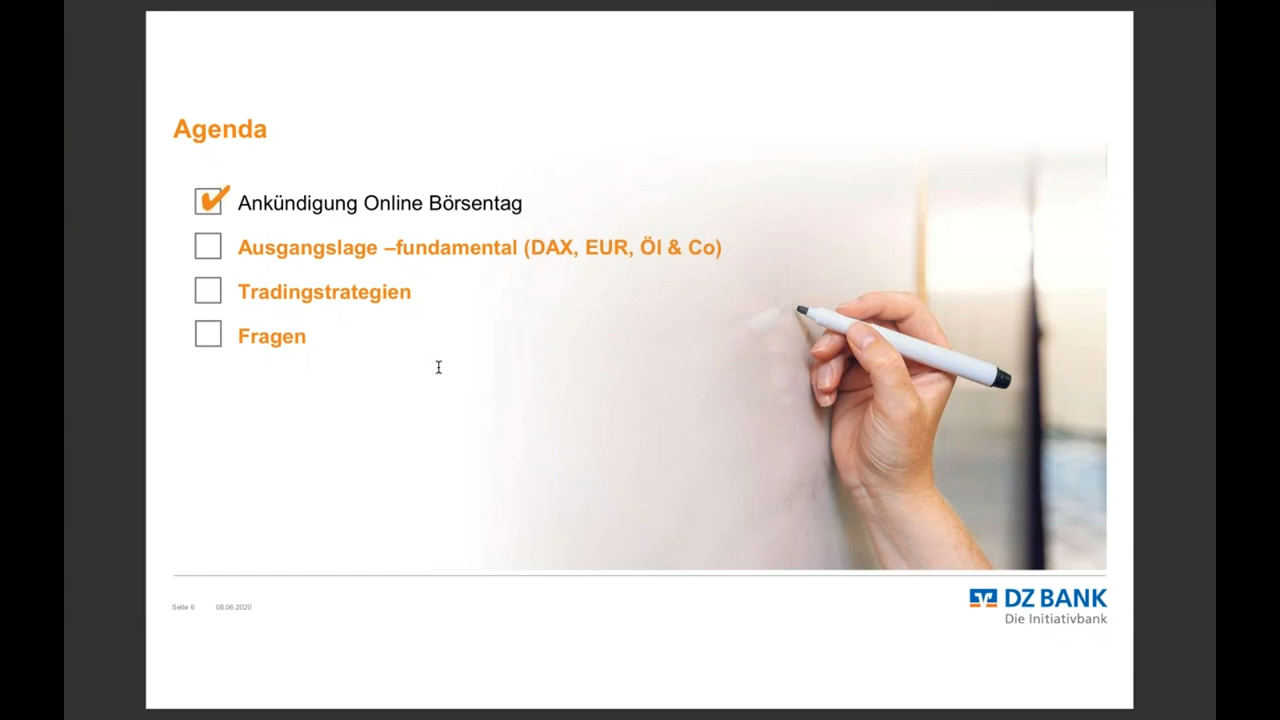 Agenda
Ankündigung Online Börsentag
Ausgangslage –fundamental (DAX, EUR, Öl & Co)
Tradingstrategien
Fragen
Seite 6 08.06.2020
DZ BANK
Die Initiativbank